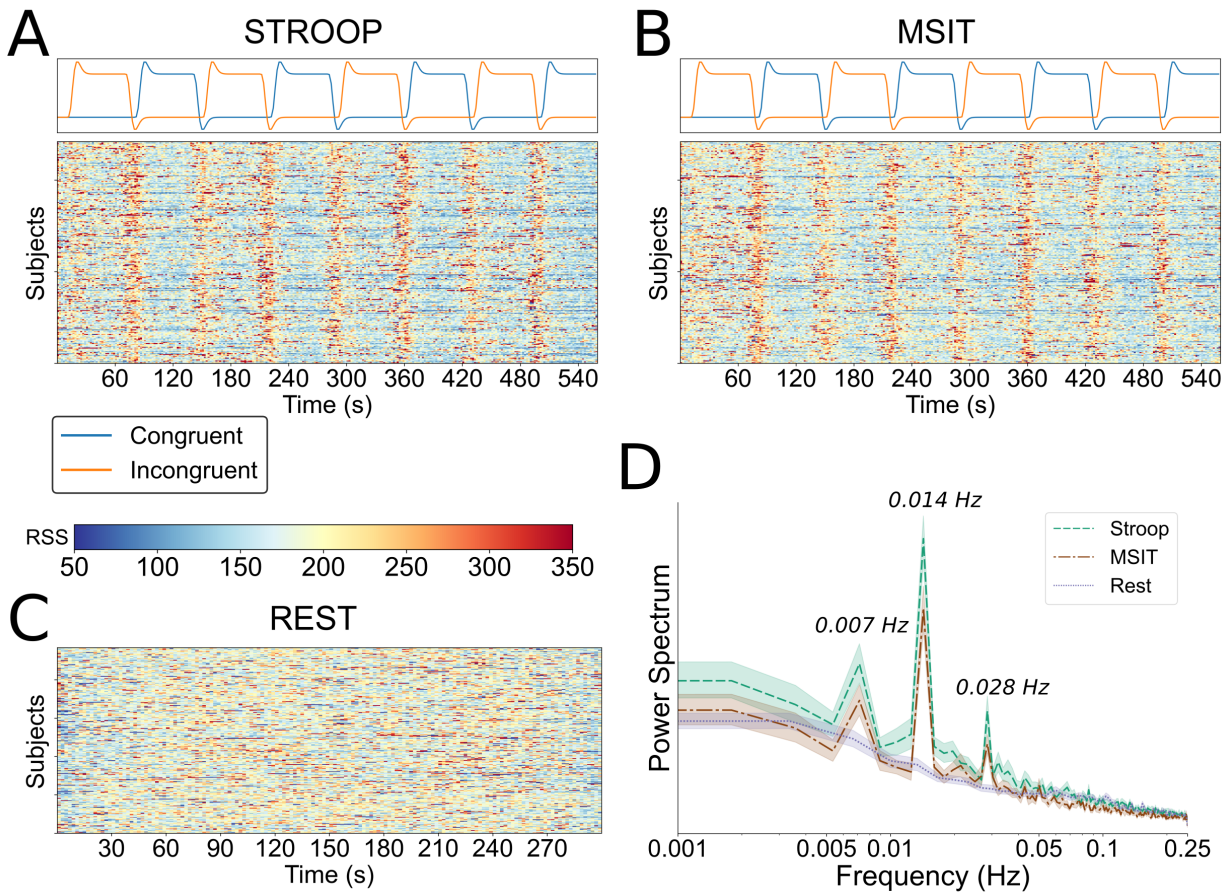 A
STROOP
Subjects
60 120 180 240 300 360 420 480 540
Time (s)
B
MSIT
Subjects
60 120 180 240 300 360 420 480 540
Time (s)
Congruent
Incongruent
RSS
50 100 150 200 250 300 350
C
REST
Subjects
30 60 90 120 150 180 210 240 270
Time (s)
D
0.014 Hz
0.007 Hz
0.028 Hz
Stroop
MSIT
Rest
Power Spectrum
0.001 0.005 0.01 0.05 0.1 0.25
Frequency (Hz)